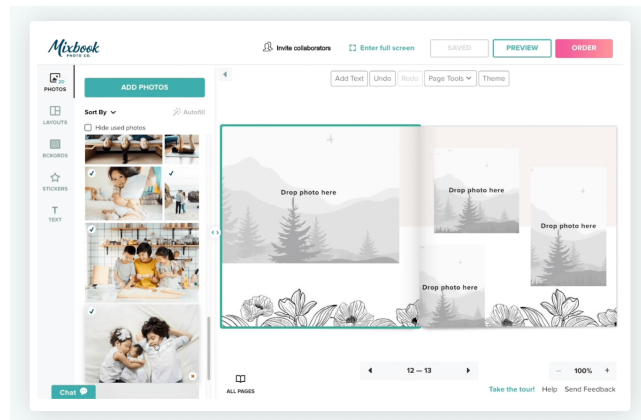 Mixbook
PHOTO CO.
Invite collaborators
Enter full screen
SAVED
PREVIEW
ORDER
20
PHOTOS
LAYOUTS
BCKGRDS
STICKERS
TEXT
ADD PHOTOS
Sort By
Autofill
Hide used photos
Add Text
Undo
Redo
Page Tools
Theme
Drop photo here
Drop photo here
Drop photo here
Drop photo here
Chat
ALL PAGES
12 — 13
– 100% +
Take the tour! Help Send Feedback